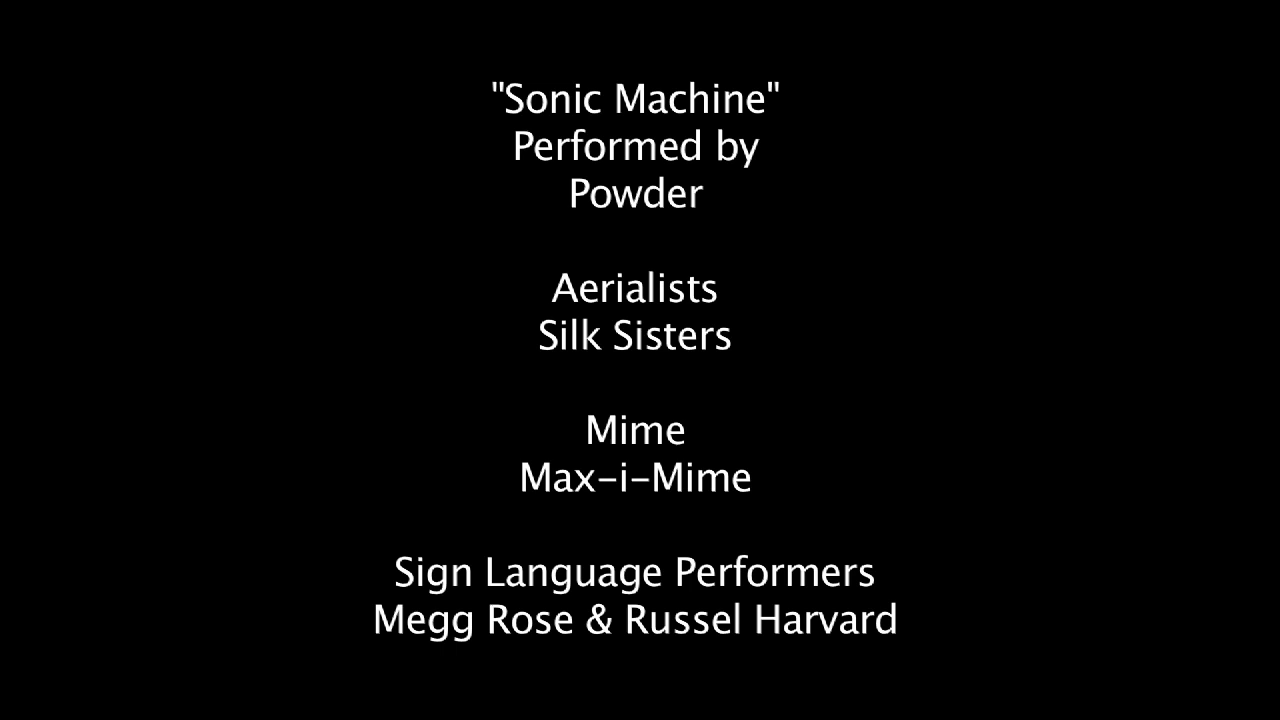 "Sonic Machine"
Performed by
Powder
Aerialists
Silk Sisters
Mime
Max-i-Mime
Sign Language Performers
Megg Rose & Russel Harvard